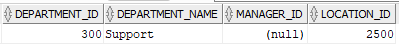 DEPARTMENT_ID DEPARTMENT_NAME MANAGER_ID LOCATION_ID
300 Support (null) 2500